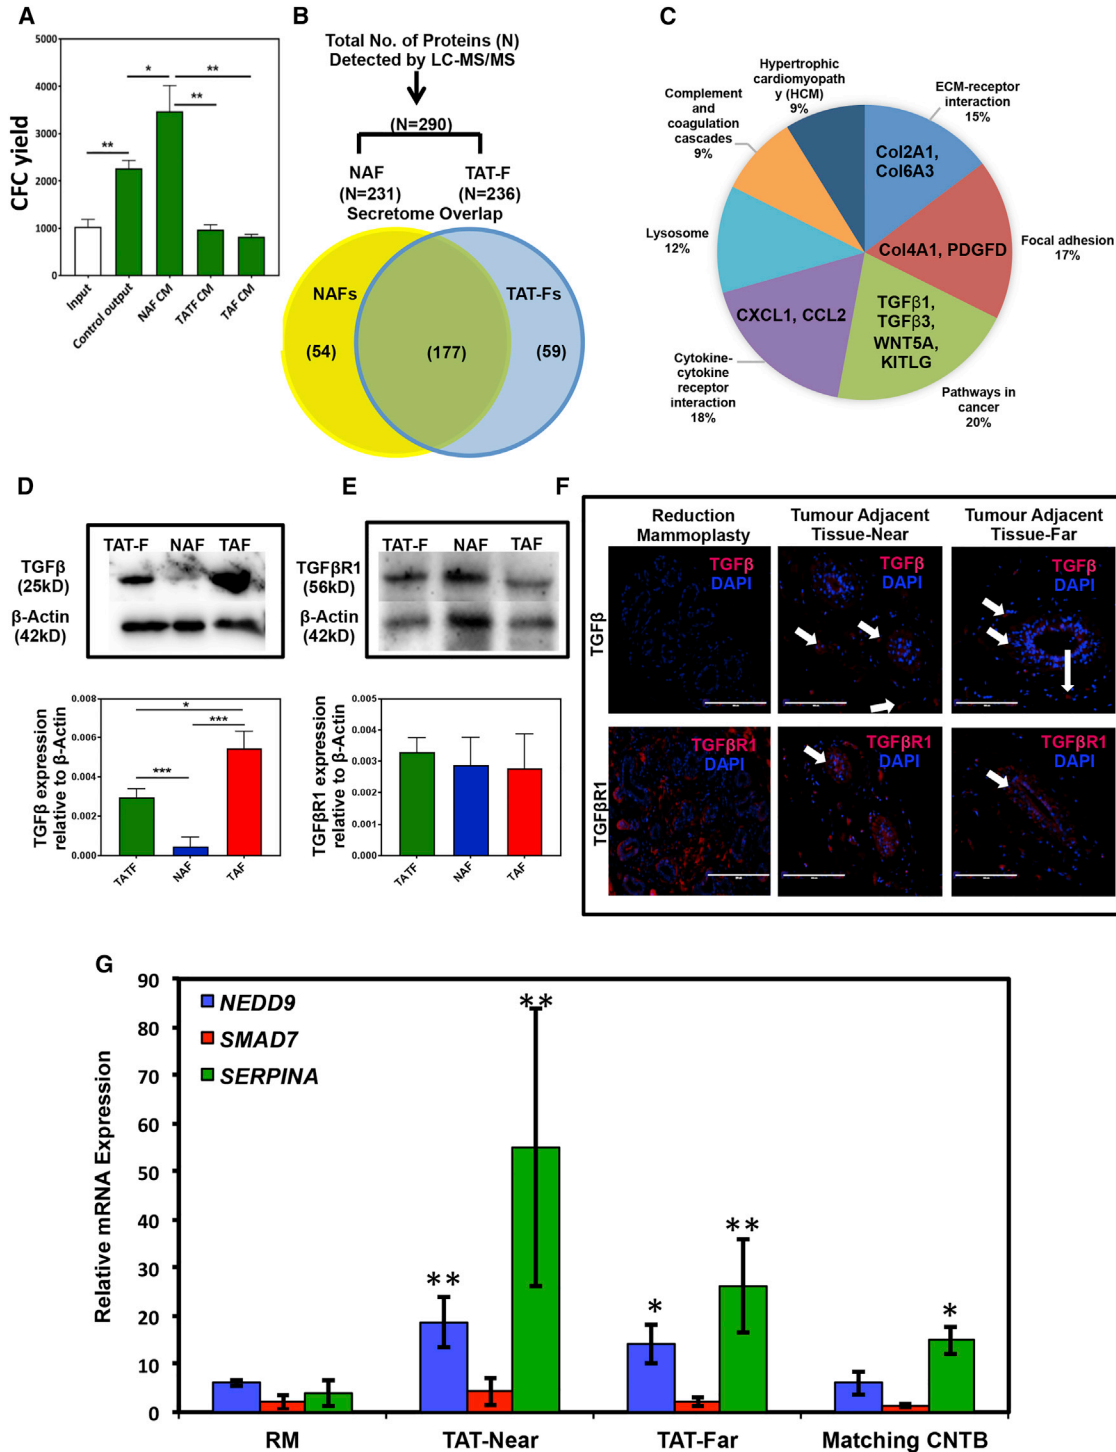 A
5000
4000
3000
2000
1000
0
CFC yield
*
**
**
**
Input
Control output
NAF CM
TATF CM
TAF CM
B
Total No. of Proteins (N)
Detected by LC-MS/MS
(N=290)
NAF
(N=231)
TAT-F
(N=236)
Secretome Overlap
NAFs
TAT-Fs
(54)
(177)
(59)
C
Hypertrophic
cardiomyopath
y (HCM)
9%
Complement
and
coagulation
cascades
9%
Lysosome
12%
Cytokine-
cytokine
receptor
interaction
18%
ECM-receptor
interaction
15%
Focal adhesion
17%
Pathways in
cancer
20%
Col2A1,
Col6A3
Col4A1, PDGFD
TGFβ1,
TGFβ3,
WNT5A,
KITLG
CXCL1, CCL2
D
TAT-F NAF TAF
TGFβ
(25kD)
β-Actin
(42kD)
0.008
0.006
0.004
0.002
0.000
TGFβ expression
relative to β-Actin
*
***
***
TATF
NAF
TAF
E
TAT-F NAF TAF
TGFβR1
(56kD)
β-Actin
(42kD)
0.005
0.004
0.003
0.002
0.001
0.000
TGFβR1 expression
relative to β-Actin
TATF
NAF
TAF
F
Reduction
Mammoplasty
Tumour Adjacent
Tissue-Near
Tumour Adjacent
Tissue-Far
TGFβ
TGFβ
DAPI
TGFβ
DAPI
TGFβ
DAPI
TGFβR1
TGFβR1
DAPI
TGFβR1
DAPI
TGFβR1
DAPI
G
90
80
70
60
50
40
30
20
10
0
Relative mRNA Expression
NEDD9
SMAD7
SERPINA
**
**
*
**
*
RM
TAT-Near
TAT-Far
Matching CNTB